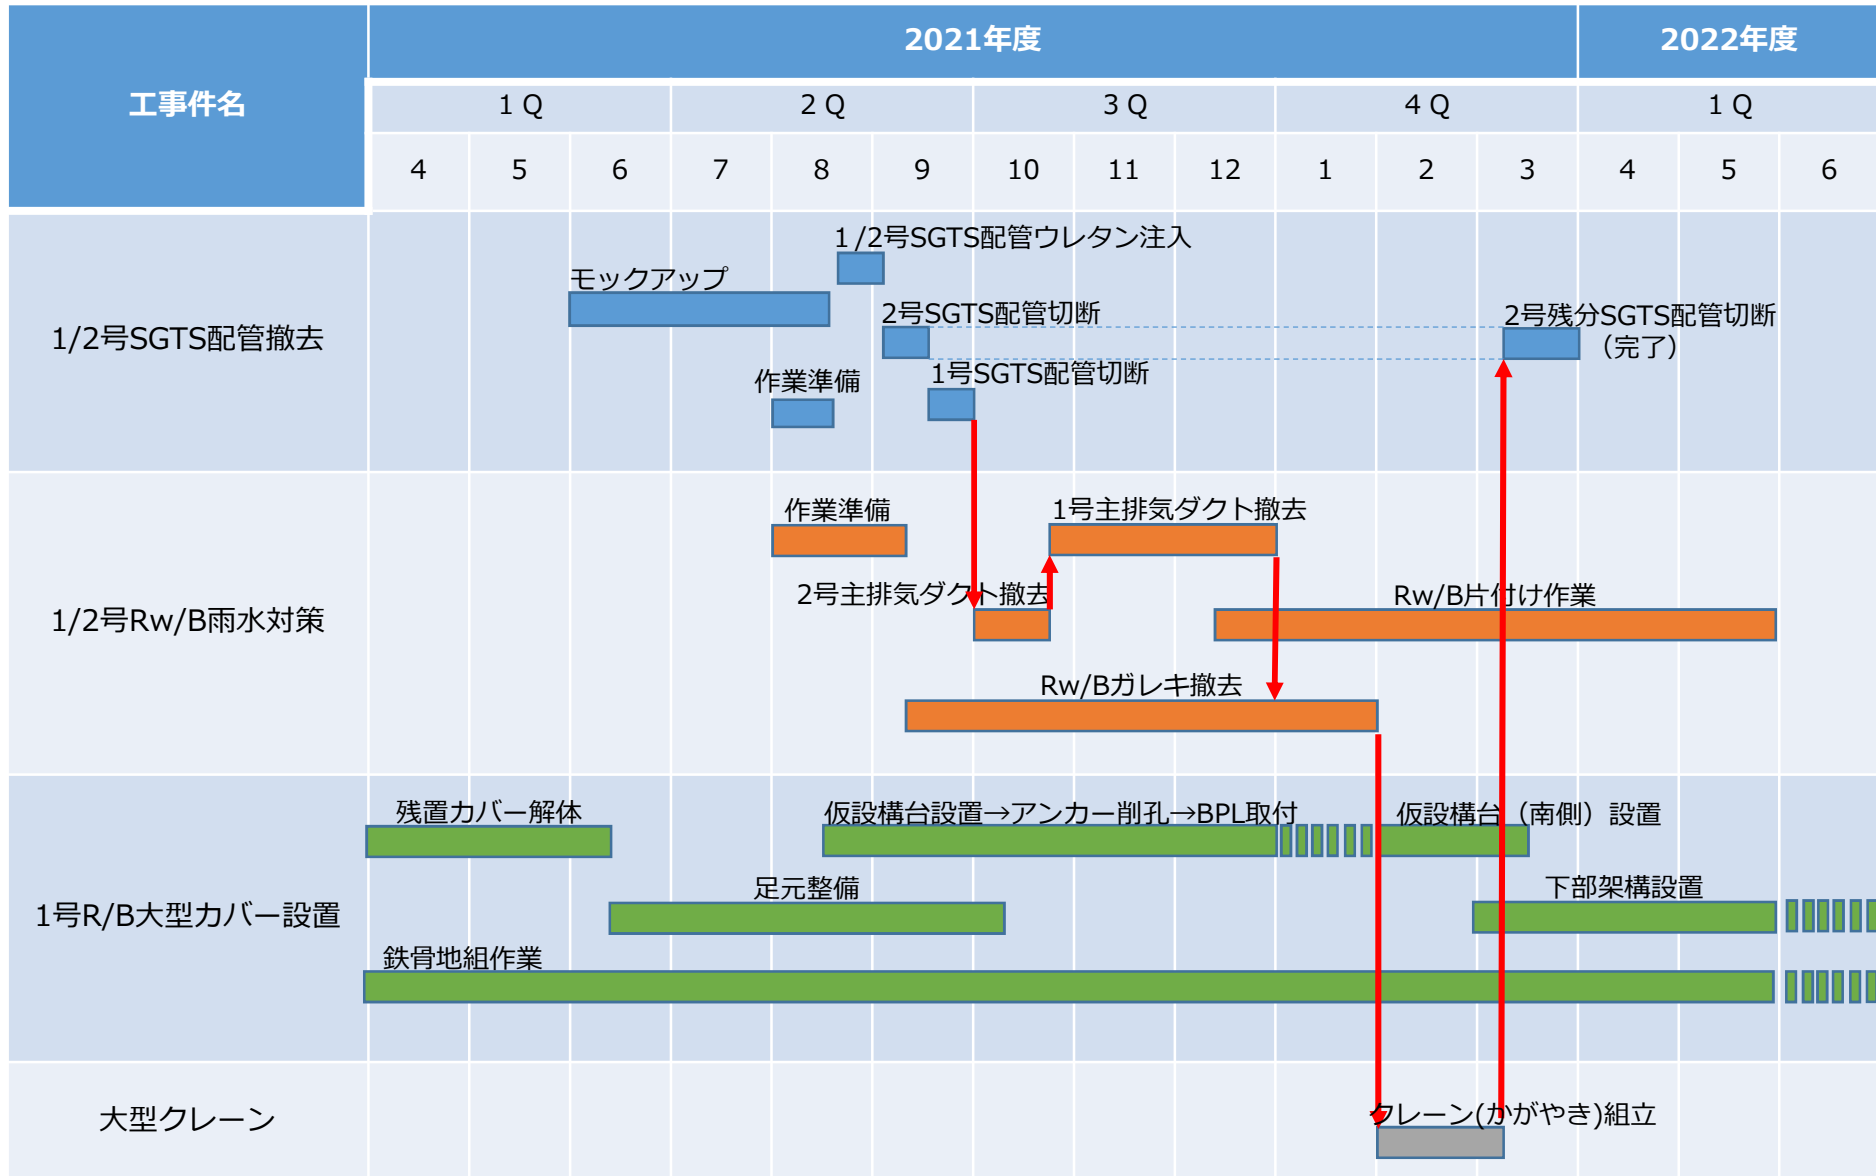 工事件名
2021年度
2022年度
1 Q
2 Q
3 Q
4 Q
1 Q
4
5
6
7
8
9
10
11
12
1
2
3
4
5
6
1/2号SGTS配管撤去
1/2号SGTS配管ウレタン注入
モックアップ
2号SGTS配管切断
2号残分SGTS配管切断
（完了）
作業準備
1号SGTS配管切断
1/2号Rw/B雨水対策
作業準備
1号主排気ダクト撤去
2号主排気ダクト撤去
Rw/B片付け作業
Rw/Bガレキ撤去
1号R/B大型カバー設置
残置カバー解体
仮設構台設置→アンカー削孔→BPL取付
仮設構台（南側）設置
足元整備
下部架構設置
鉄骨地組作業
大型クレーン
クレーン(かがやき)組立